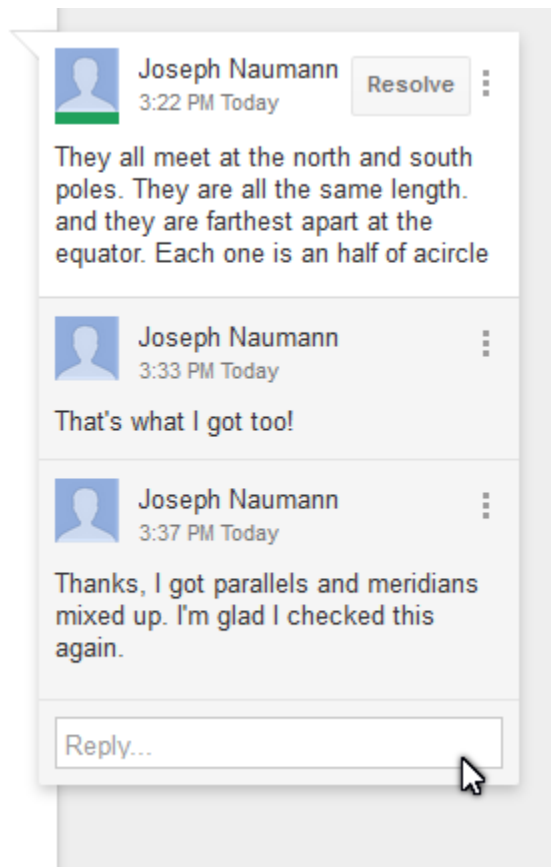 Joseph Naumann
Resolve
3:22 PM Today
They all meet at the north and south
poles. They are all the same length.
and they are farthest apart at the
equator. Each one is an half of acircle
Joseph Naumann
3:33 PM Today
That's what I got too!
Joseph Naumann
3:37 PM Today
Thanks, I got parallels and meridians
mixed up. I'm glad I checked this
again.
Reply...